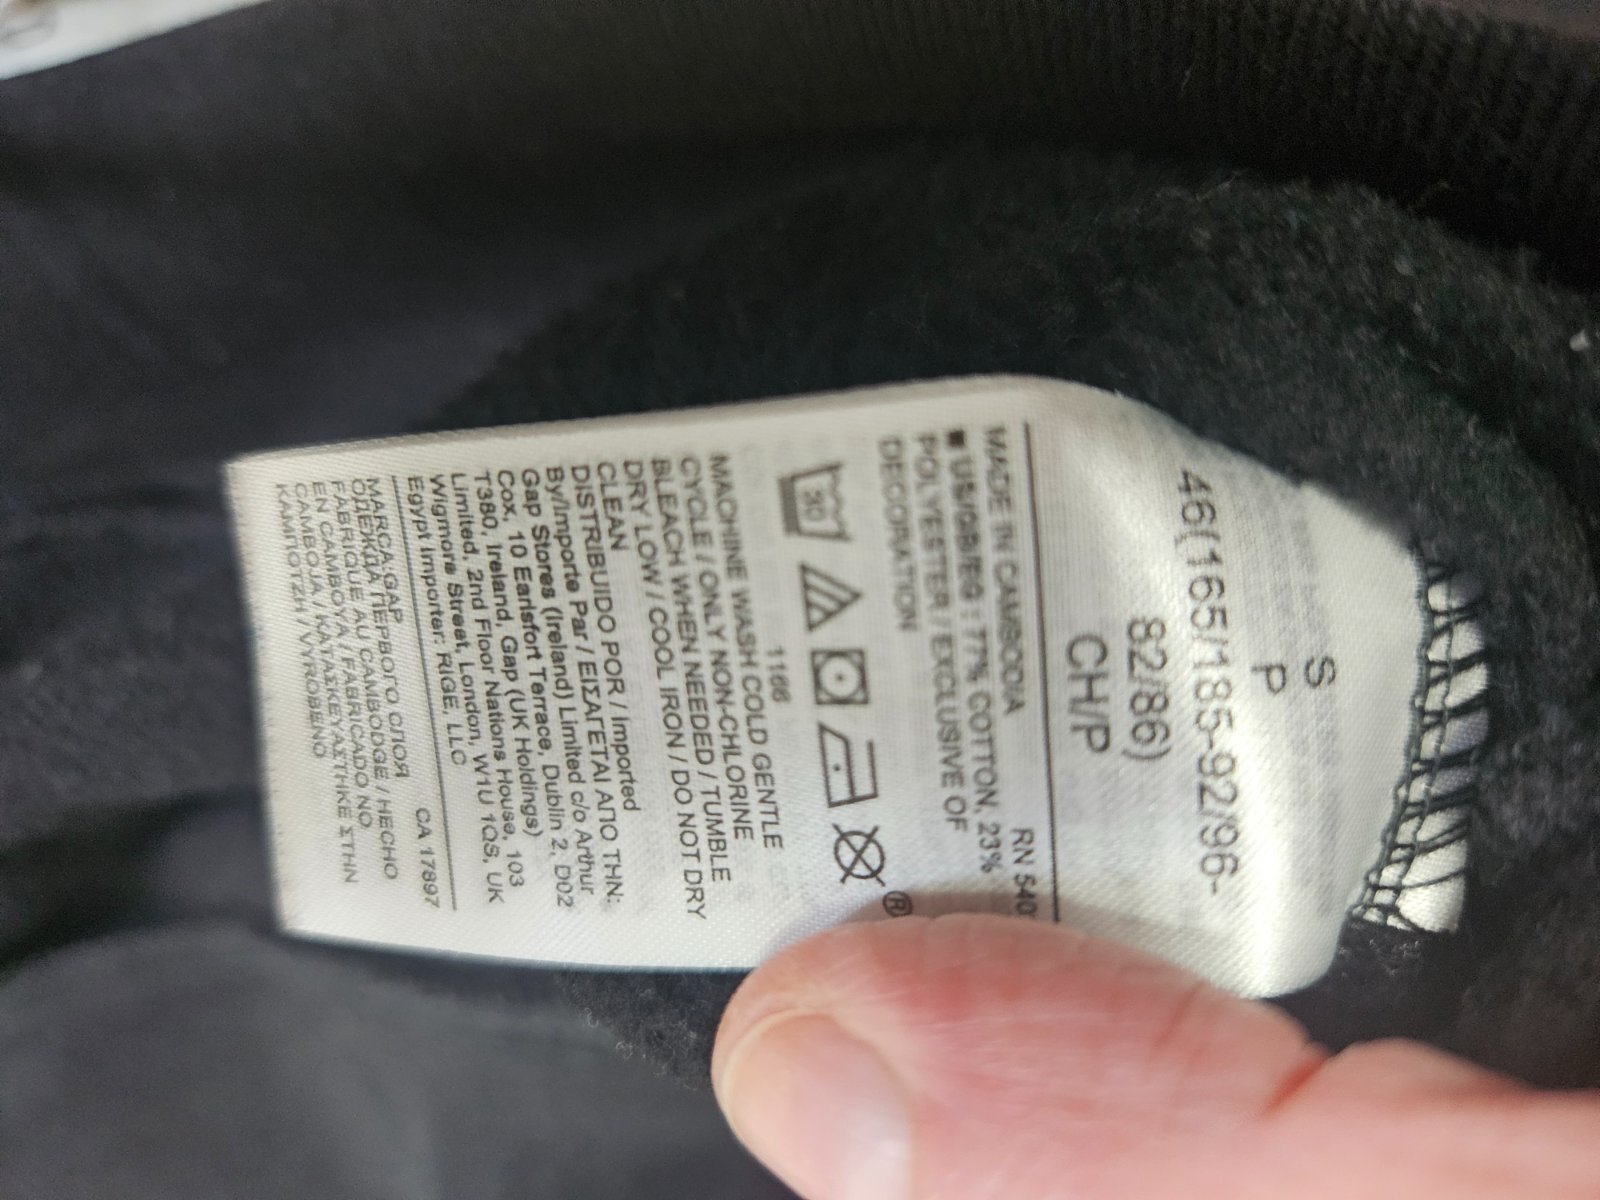 S
P
46(165/185-92/96-
82/86)
CH/P
RN 540
MADE IN CAMBODIA
■ US/GB/EG : 77% COTTON, 23%
POLYESTER / EXCLUSIVE OF
DECORATION
30
®
1166
MACHINE WASH COLD GENTLE
CYCLE / ONLY NON-CHLORINE
BLEACH WHEN NEEDED / TUMBLE
DRY LOW / COOL IRON / DO NOT DRY
CLEAN
DISTRIBUIDO POR / Imported
By/Importe Par / ΕΙΣΑΓΕΤΑΙ ΑΠΟ ΤΗΝ:
Gap Stores (Ireland) Limited c/o Arthur
Cox, 10 Earlsfort Terrace, Dublin 2, D02
T380, Ireland, Gap (UK Holdings)
Limited, 2nd Floor Nations House, 103
Wigmore Street, London, W1U 1QS, UK
Egypt Importer: RIGE, LLC
CA 17897
MARCA:GAP
ОДЕЖДА ПЕРВОГО СЛОЯ
FABRIQUÉ AU CAMBODGE / HECHO
EN CAMBOYA / FABRICADO NO
CAMBOJA / ΚΑΤΑΣΚΕΥΑΣΤΗΚΕ ΣΤΗΝ
ΚΑΜΠΟΤΖΗ / VYROBENO